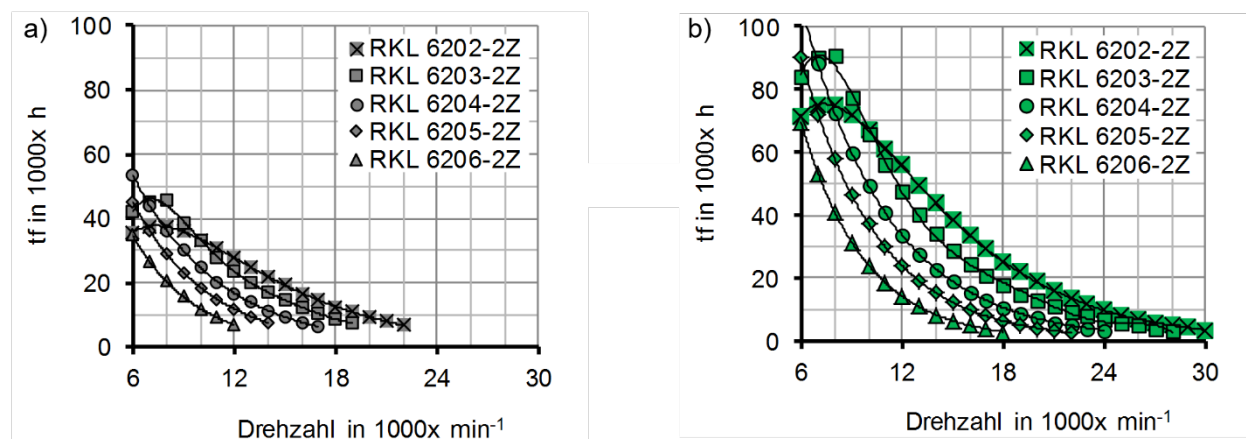 a)
100
80
60
40
20
0
tf in 1000x h
RKL 6202-2Z
RKL 6203-2Z
RKL 6204-2Z
RKL 6205-2Z
RKL 6206-2Z
6 12 18 24 30
Drehzahl in 1000x min⁻¹
b)
100
80
60
40
20
0
tf in 1000x h
RKL 6202-2Z
RKL 6203-2Z
RKL 6204-2Z
RKL 6205-2Z
RKL 6206-2Z
6 12 18 24 30
Drehzahl in 1000x min⁻¹